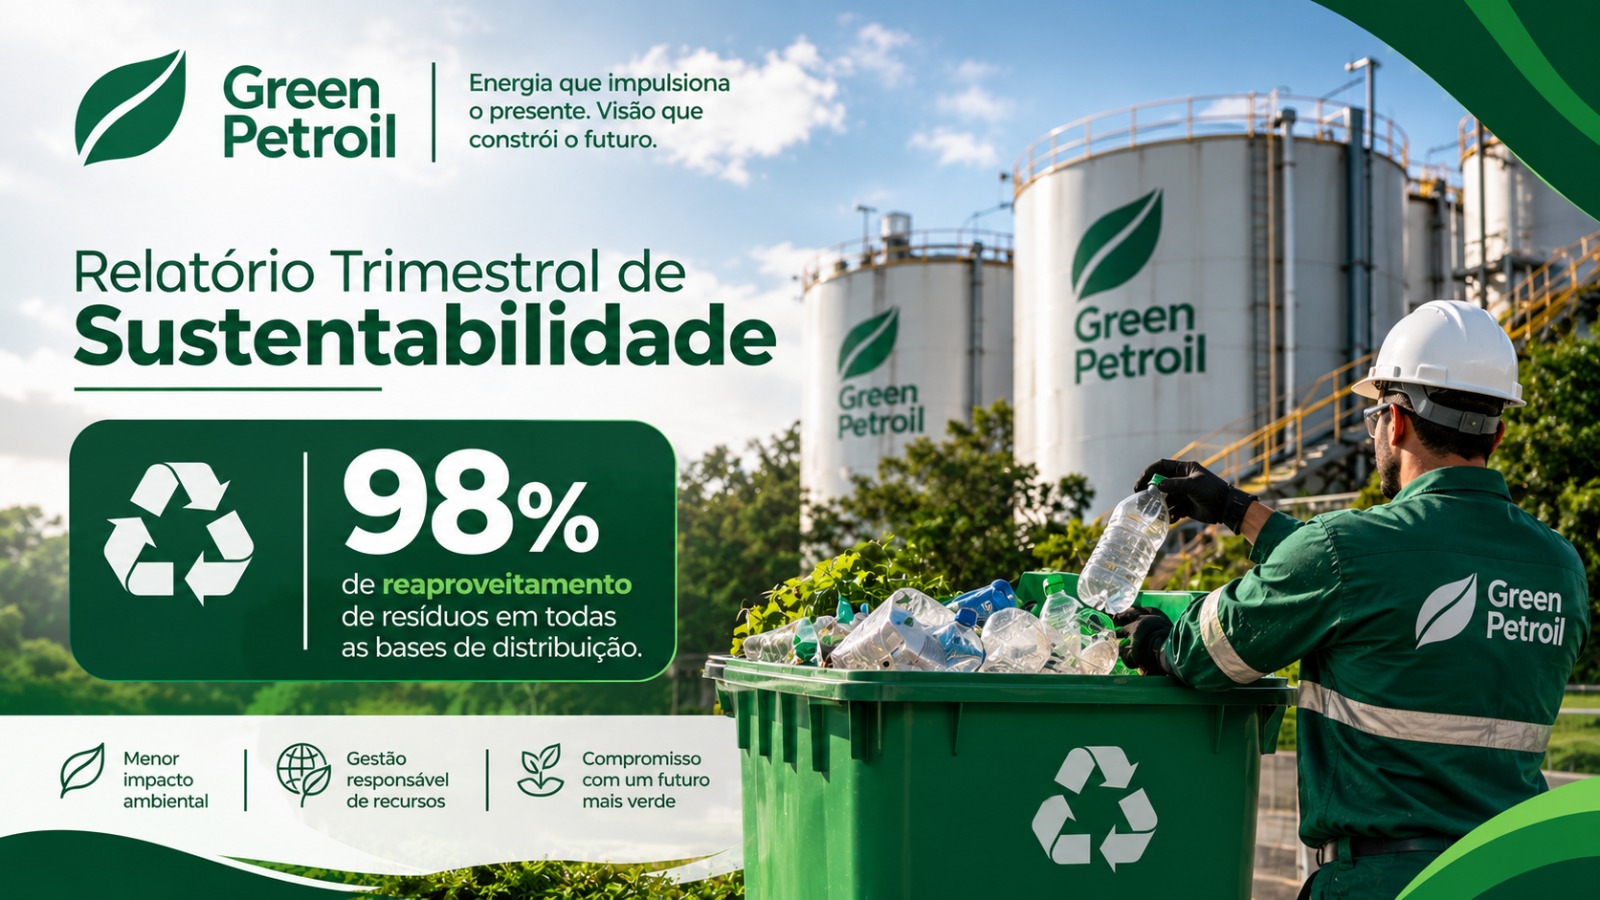 Green
Petroil
Energia que impulsiona
o presente. Visão que
constrói o futuro.
Relatório Trimestral de
Sustentabilidade
98%
de reaproveitamento
de resíduos em todas
as bases de distribuição.
Menor
impacto
ambiental
Gestão
responsável
de recursos
Compromisso
com um futuro
mais verde
Green
Petroil
Green
Petroil
Green
Petroil